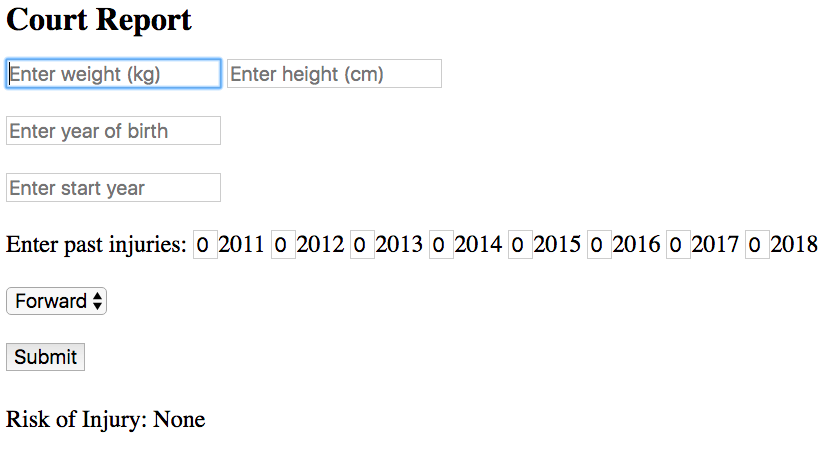 Court Report
Enter weight (kg) Enter height (cm)
Enter year of birth
Enter start year
Enter past injuries: 0 2011 0 2012 0 2013 0 2014 0 2015 0 2016 0 2017 0 2018
Forward
Submit
Risk of Injury: None